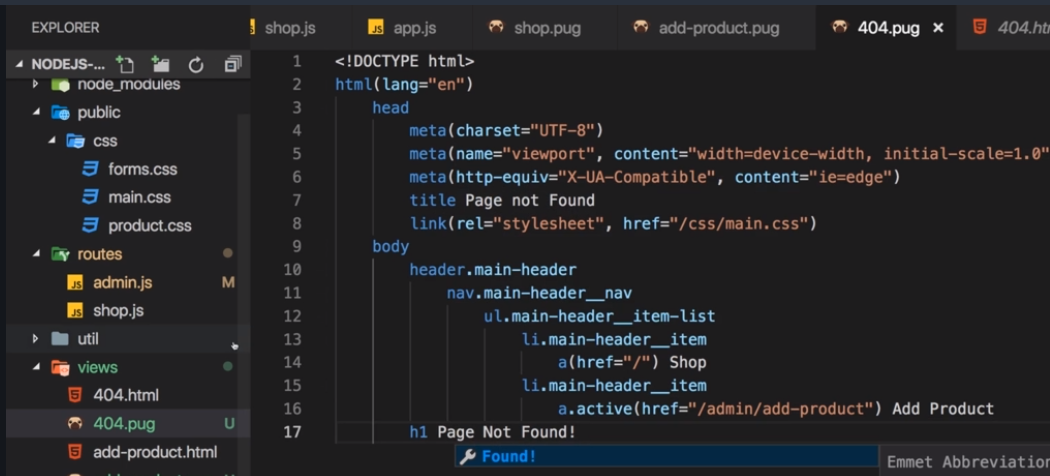 EXPLORER
shop.js
app.js
shop.pug
add-product.pug
404.pug ×
NODEJS-...
node_modules
public
css
forms.css
main.css
product.css
routes
admin.js M
shop.js
util
views
404.html
404.pug U
add-product.html
1 <!DOCTYPE html>
2 html(lang="en")
3 head
4 meta(charset="UTF-8")
5 meta(name="viewport", content="width=device-width, initial-scale=1.0"
6 meta(http-equiv="X-UA-Compatible", content="ie=edge")
7 title Page not Found
8 link(rel="stylesheet", href="/css/main.css")
9 body
10 header.main-header
11 nav.main-header__nav
12 ul.main-header__item-list
13 li.main-header__item
14 a(href="/") Shop
15 li.main-header__item
16 a.active(href="/admin/add-product") Add Product
17 h1 Page Not Found!
Found!
Emmet Abbreviation